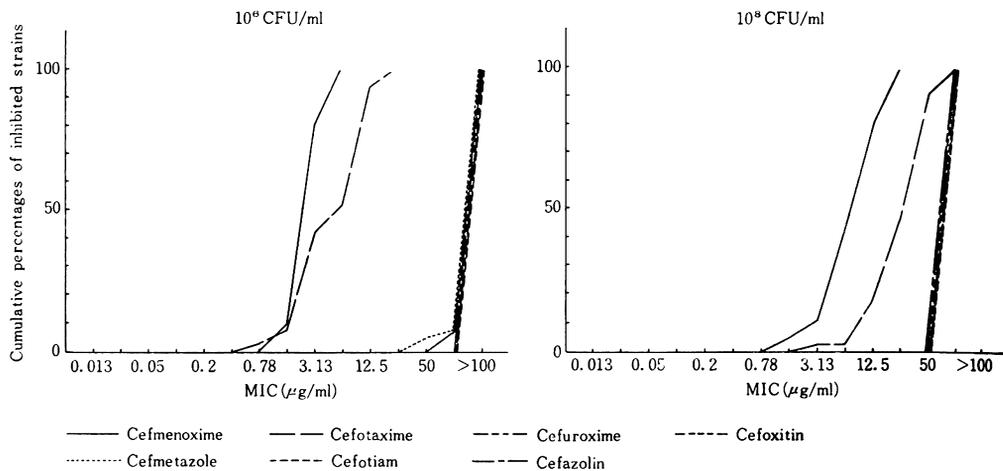 10⁶ CFU/ml
10⁸ CFU/ml
Cumulative percentages of inhibited strains
100
50
0
0.013 0.05 0.2 0.78 3.13 12.5 50 >100
MIC (μg/ml)
100
50
0
0.013 0.05 0.2 0.78 3.13 12.5 50 >100
MIC (μg/ml)
Cefmenoxime Cefotaxime Cefuroxime Cefoxitin
Cefmetazole Cefotiam Cefazolin